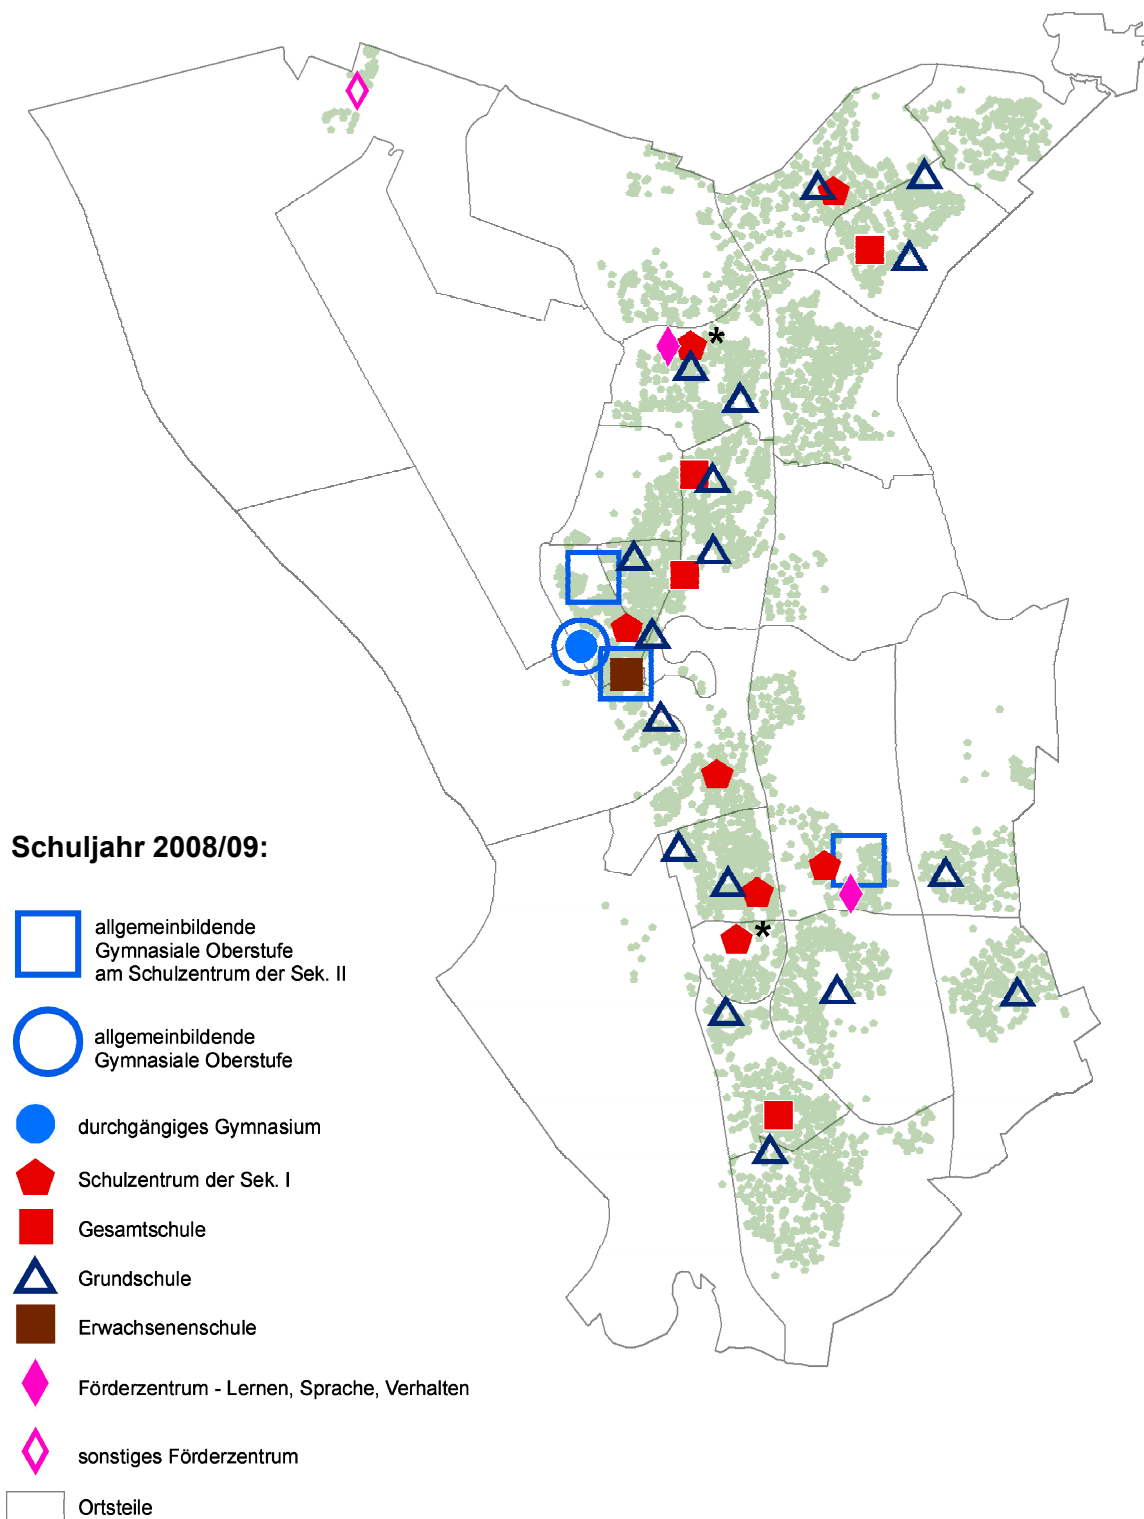 *
*
Schuljahr 2008/09:
allgemeinbildende
Gymnasiale Oberstufe
am Schulzentrum der Sek. II
allgemeinbildende
Gymnasiale Oberstufe
durchgängiges Gymnasium
Schulzentrum der Sek. I
Gesamtschule
Grundschule
Erwachsenenschule
Förderzentrum - Lernen, Sprache, Verhalten
sonstiges Förderzentrum
Ortsteile